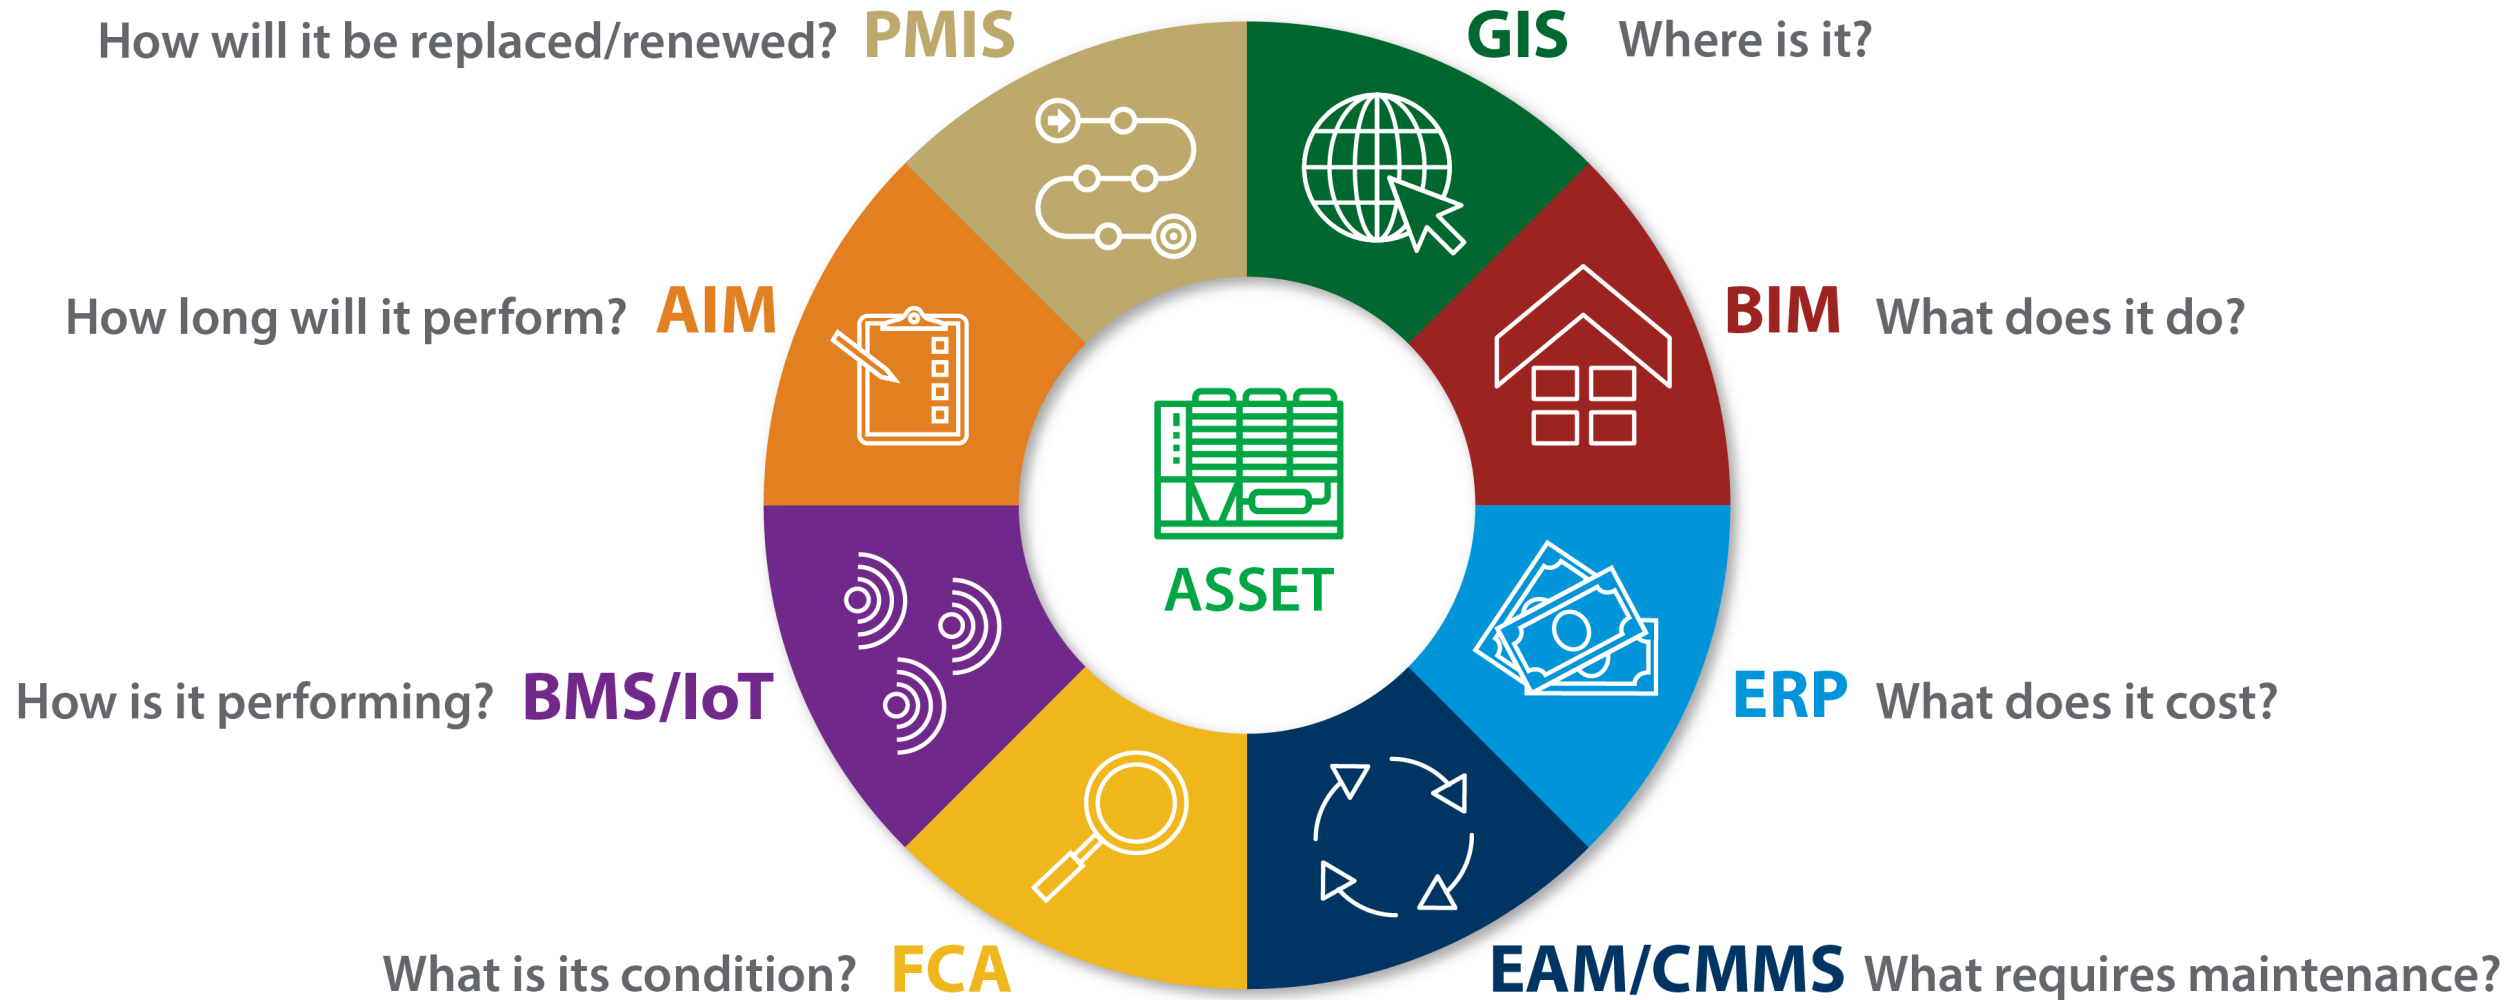 How will it be replaced/renewed? PMIS
GIS Where is it?
How long will it perform? AIM
BIM What does it do?
ASSET
How is it performing? BMS/IoT
ERP What does it cost?
What is its condition? FCA
EAM/CMMS What requires maintenance?